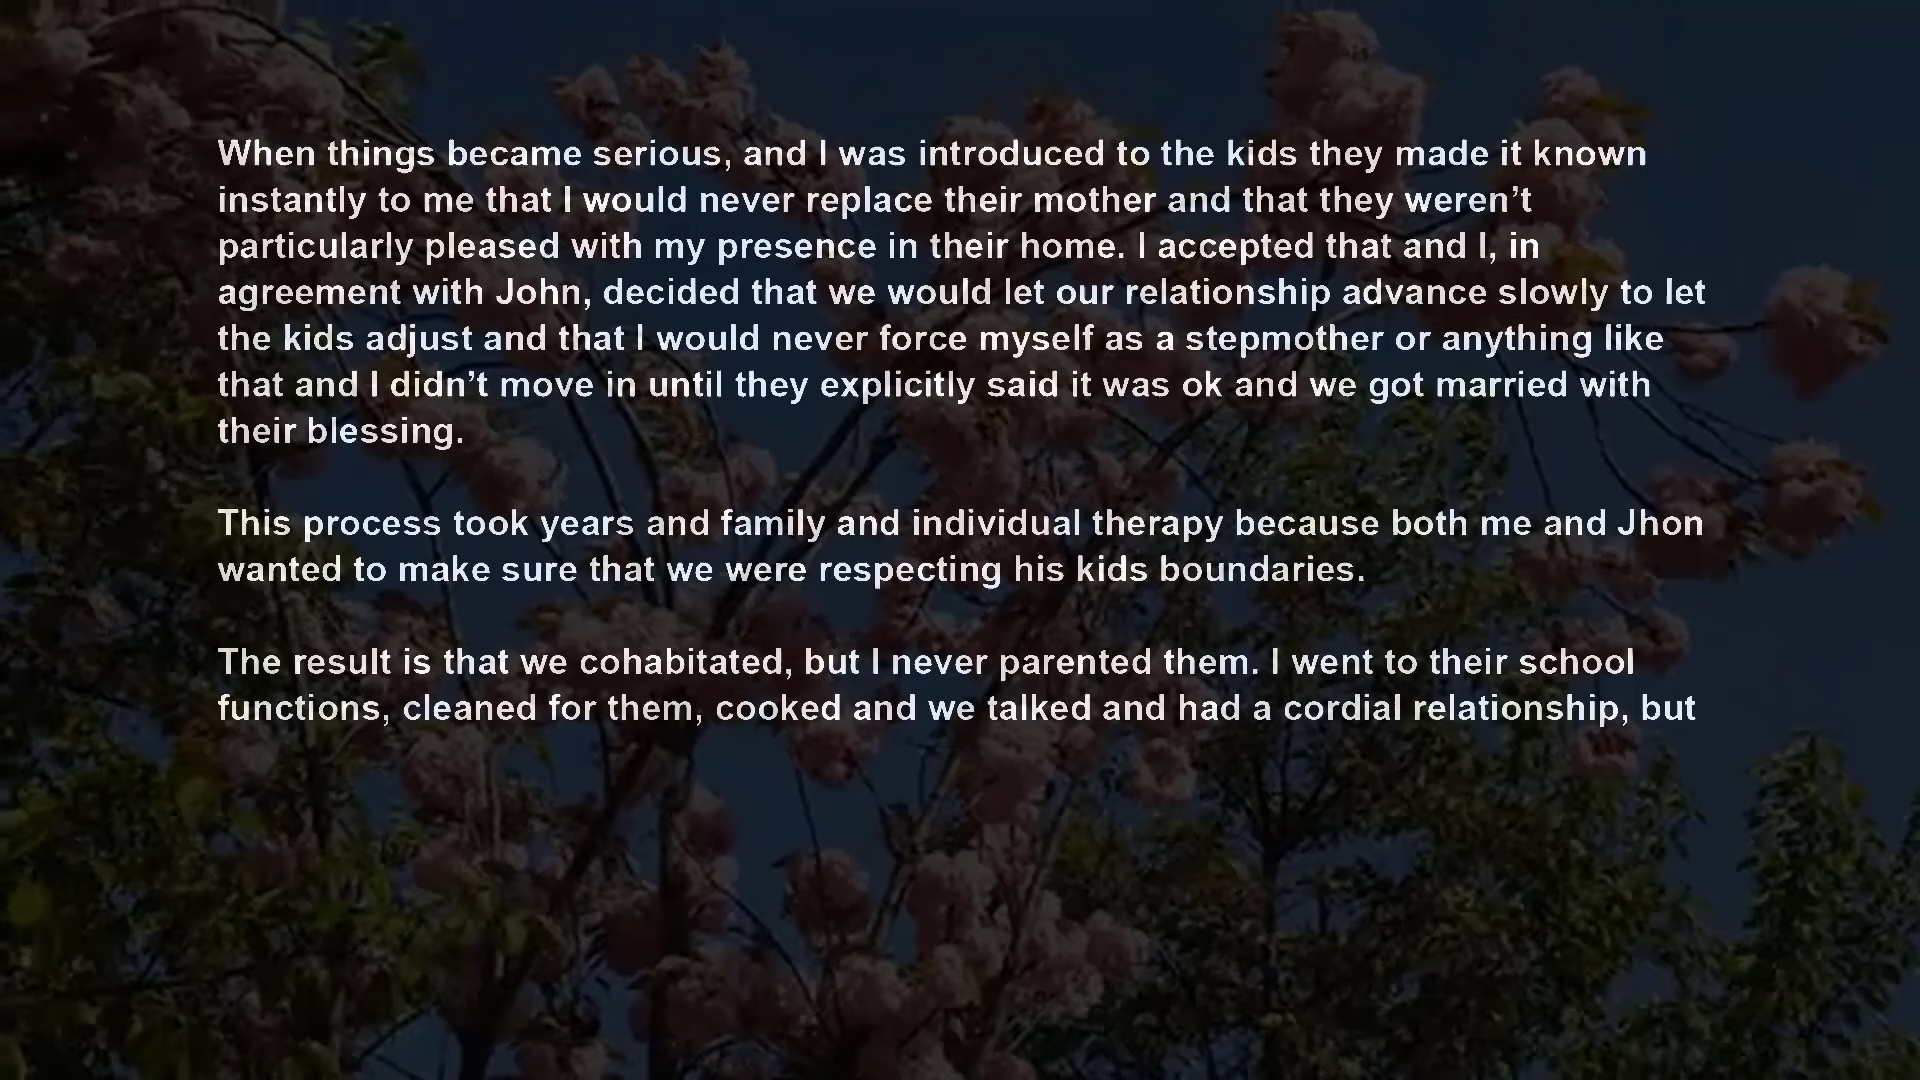 When things became serious, and I was introduced to the kids they made it known
instantly to me that I would never replace their mother and that they weren’t
particularly pleased with my presence in their home. I accepted that and I, in
agreement with John, decided that we would let our relationship advance slowly to let
the kids adjust and that I would never force myself as a stepmother or anything like
that and I didn’t move in until they explicitly said it was ok and we got married with
their blessing.
This process took years and family and individual therapy because both me and Jhon
wanted to make sure that we were respecting his kids boundaries.
The result is that we cohabitated, but I never parented them. I went to their school
functions, cleaned for them, cooked and we talked and had a cordial relationship, but